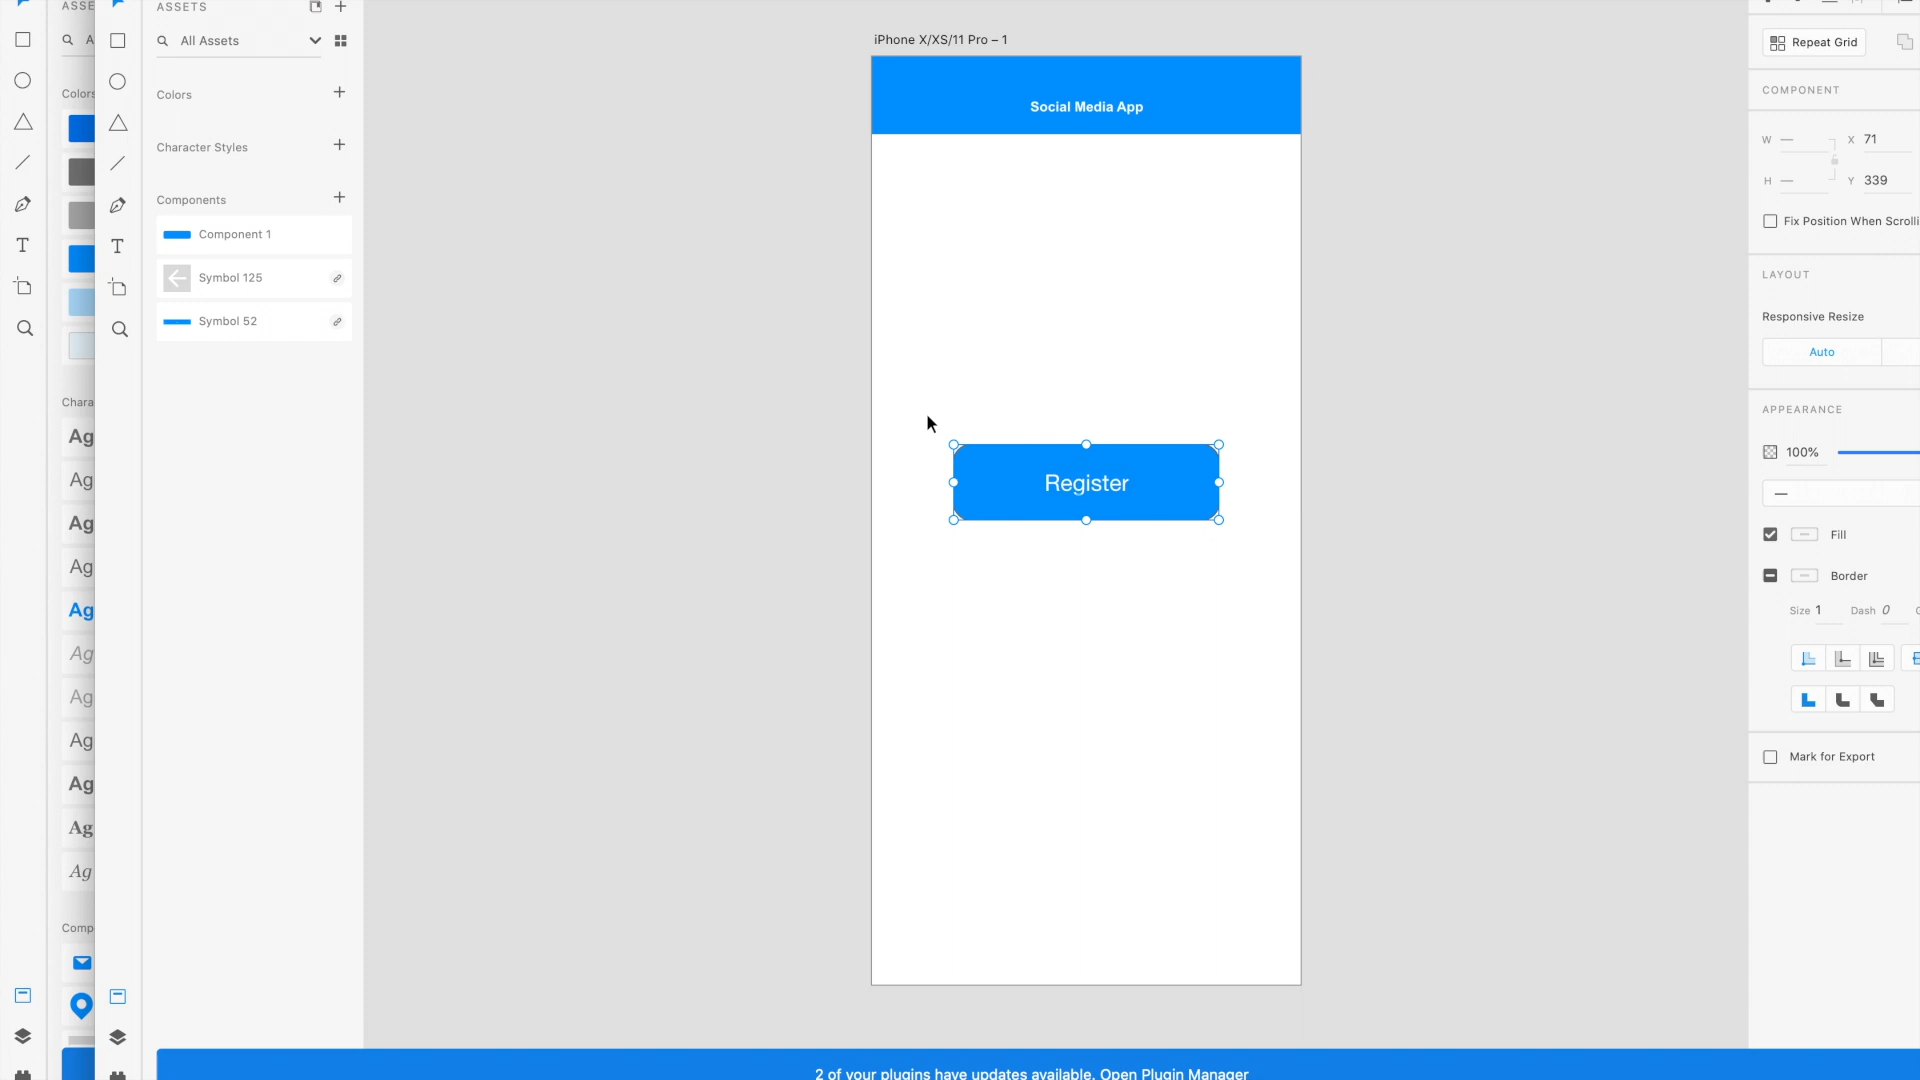 ASSE
A
Colors
Chara
Ag
Ag
Ag
Ag
Ag
Ag
Ag
Ag
Ag
Ag
Ag
Comp
ASSETS
All Assets
Colors
Character Styles
Components
Component 1
Symbol 125
Symbol 52
iPhone X/XS/11 Pro – 1
Social Media App
Register
Repeat Grid
COMPONENT
W — X 71
H — Y 339
Fix Position When Scrolli
LAYOUT
Responsive Resize
Auto
APPEARANCE
100%
—
Fill
Border
Size 1 Dash 0 G
Mark for Export
2 of your plugins have updates available. Open Plugin Manager